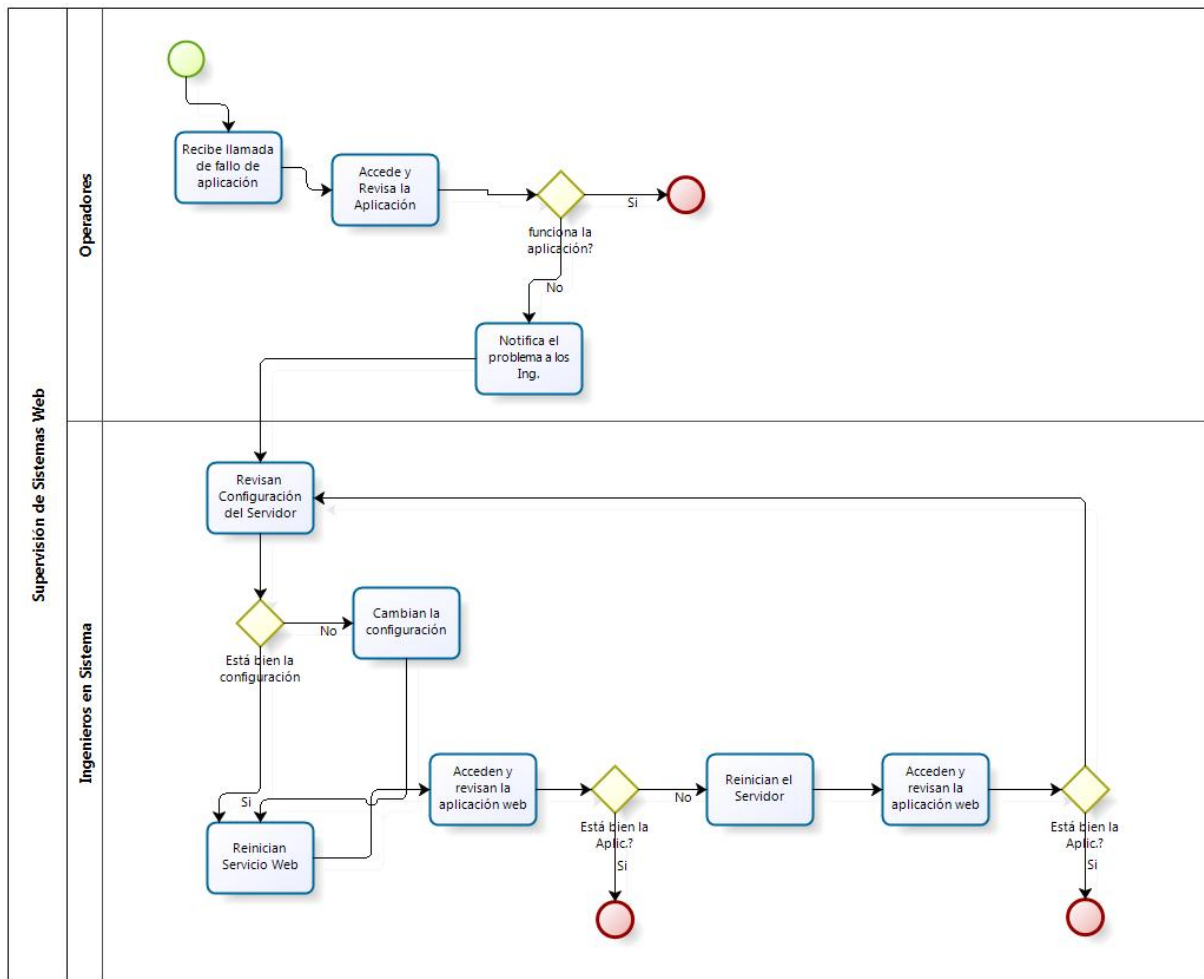 Supervisión de Sistemas Web
Operadores
Recibe llamada
de fallo de
aplicación
Accede y
Revisa la
Aplicación
funciona la
aplicación?
Si
No
Notifica el
problema a los
Ing.
Ingenieros en Sistema
Revisan
Configuración
del Servidor
Está bien la
configuración
No
Cambian la
configuración
Si
Reinician
Servicio Web
Acceden y
revisan la
aplicación web
Está bien la
Aplic.?
No
Si
Reinician el
Servidor
Acceden y
revisan la
aplicación web
Está bien la
Aplic.?
Si